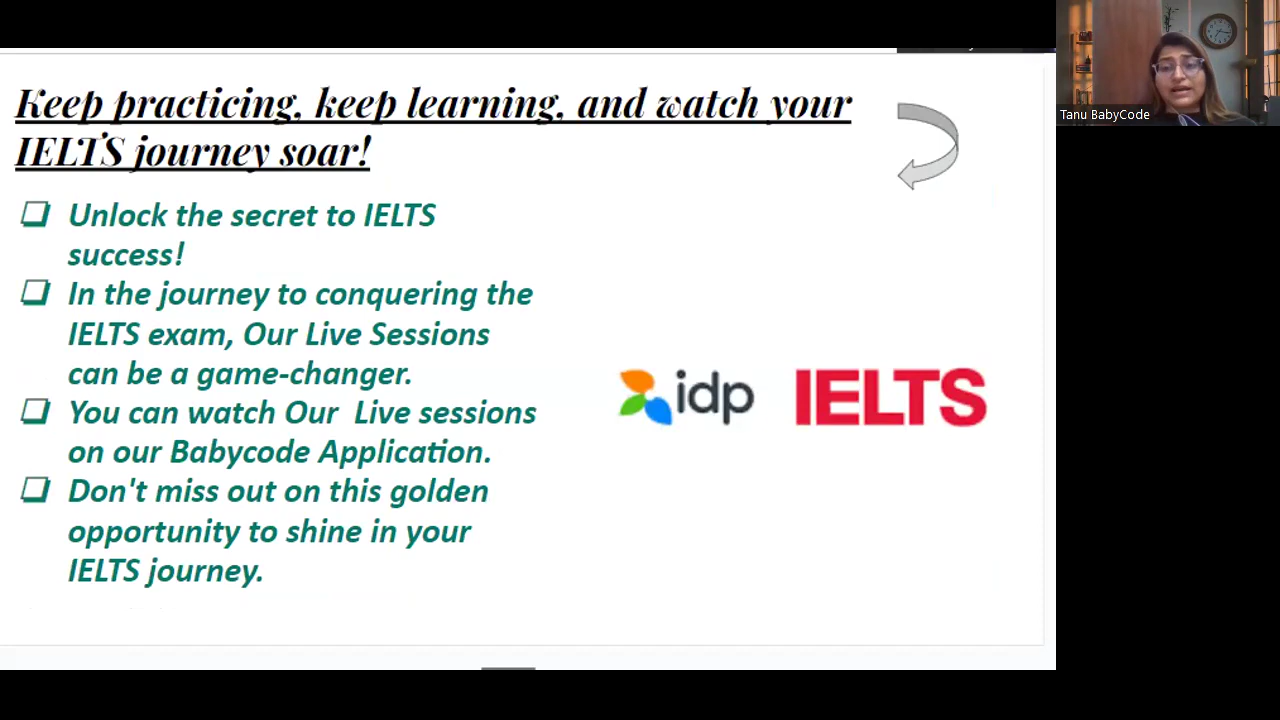 Keep practicing, keep learning, and watch your
IELTS journey soar!
Unlock the secret to IELTS
success!
In the journey to conquering the
IELTS exam, Our Live Sessions
can be a game-changer.
You can watch Our Live sessions
on our Babycode Application.
Don't miss out on this golden
opportunity to shine in your
IELTS journey.
idp IELTS
Tanu BabyCode